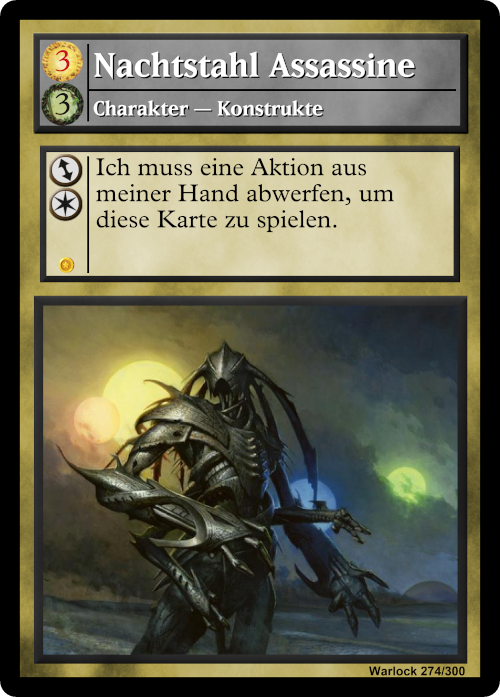 3 Nachtstahl Assassine
3 Charakter — Konstrukte
Ich muss eine Aktion aus
meiner Hand abwerfen, um
diese Karte zu spielen.
Warlock 274/300